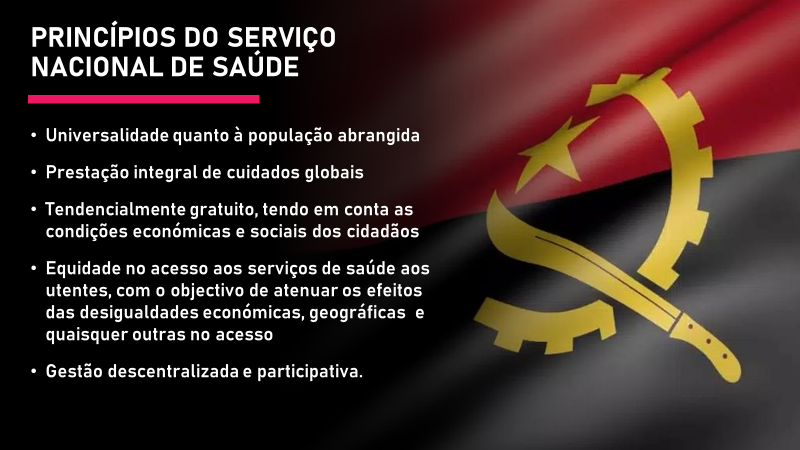 PRINCÍPIOS DO SERVIÇO
NACIONAL DE SAÚDE
• Universalidade quanto à população abrangida
• Prestação integral de cuidados globais
• Tendencialmente gratuito, tendo em conta as
condições económicas e sociais dos cidadãos
• Equidade no acesso aos serviços de saúde aos
utentes, com o objectivo de atenuar os efeitos
das desigualdades económicas, geográficas e
quaisquer outras no acesso
• Gestão descentralizada e participativa.